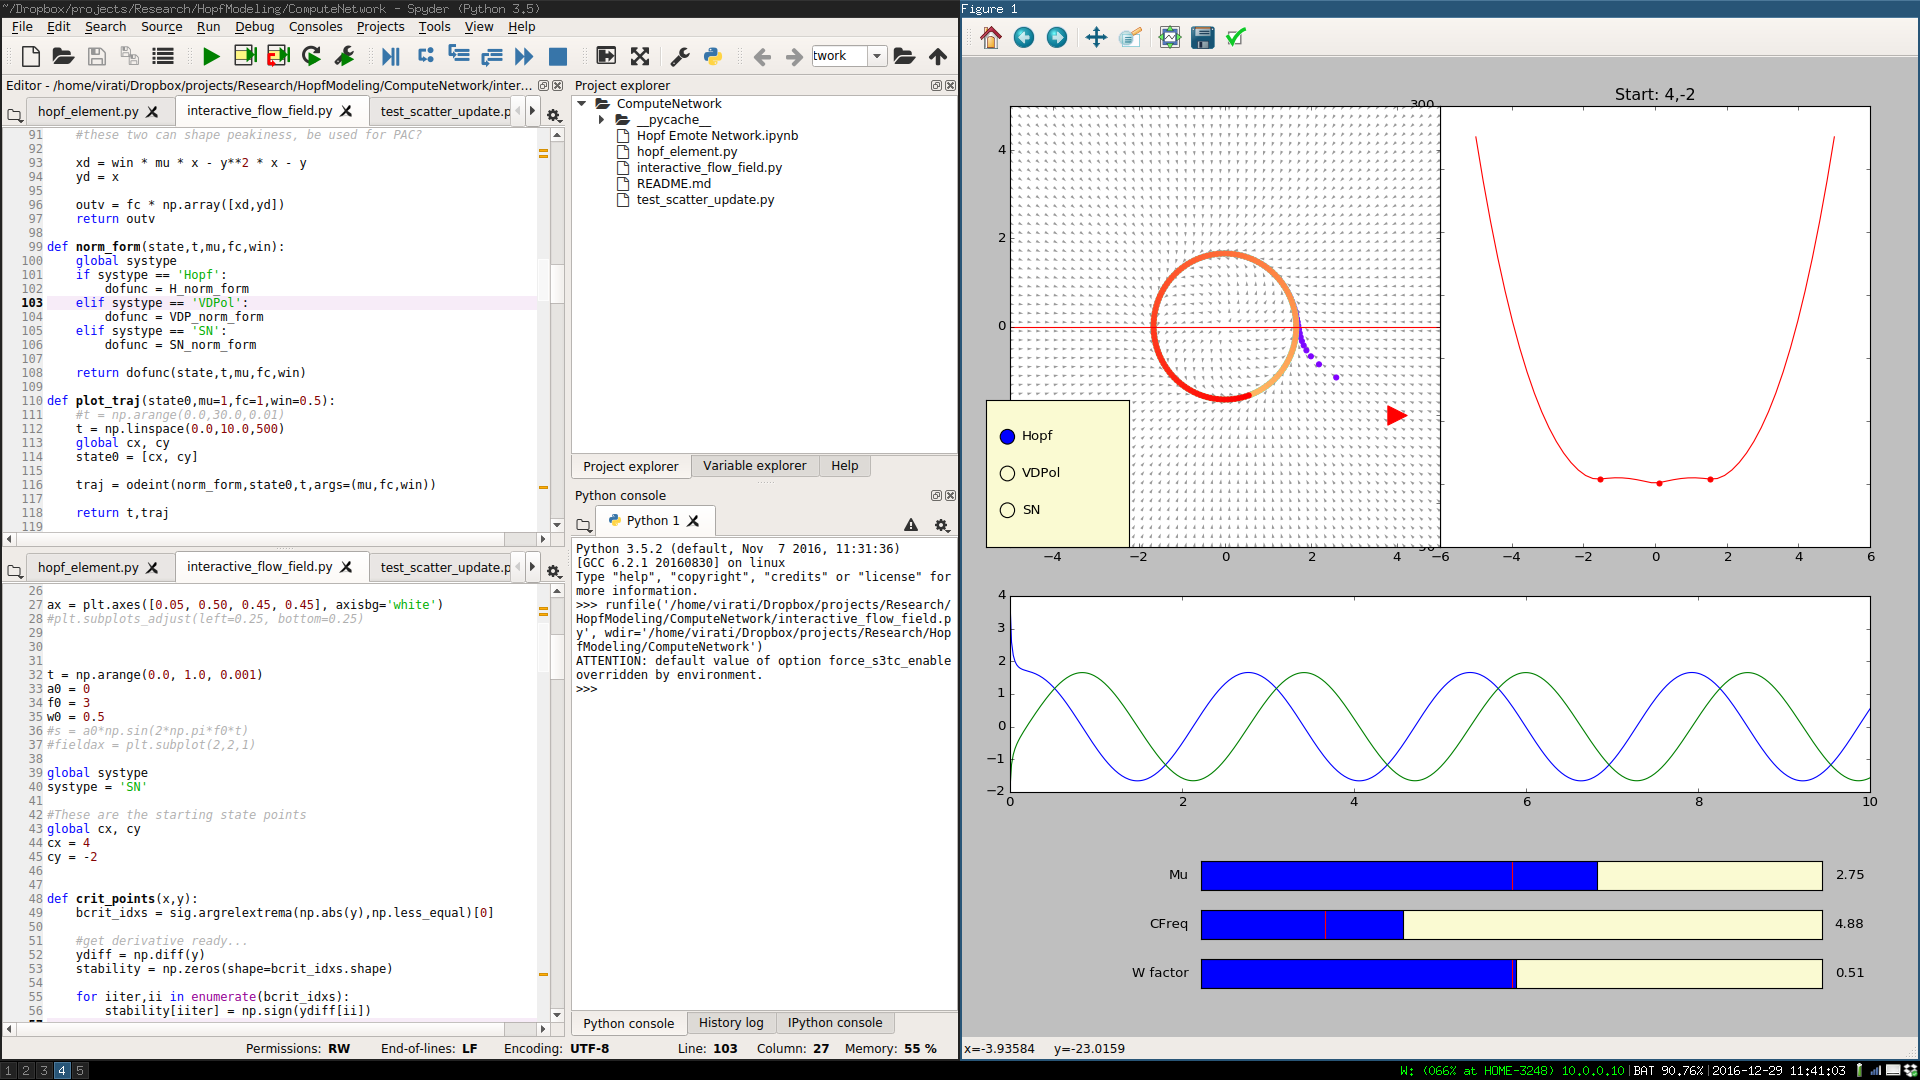 ~/Dropbox/projects/Research/HopfModeling/ComputeNetwork - Spyder (Python 3.5)
File Edit Search Source Run Debug Consoles Projects Tools View Help
twork
Editor - /home/virati/Dropbox/projects/Research/HopfModeling/ComputeNetwork/inter...
hopf_element.py interactive_flow_field.py test_scatter_update.p
91 #these two can shape peakiness, be used for PAC?
92
93 xd = win * mu * x - y**2 * x - y
94 yd = x
95
96 outv = fc * np.array([xd,yd])
97 return outv
98
99 def norm_form(state,t,mu,fc,win):
100 global systype
101 if systype == 'Hopf':
102 dofunc = H_norm_form
103 elif systype == 'VDPol':
104 dofunc = VDP_norm_form
105 elif systype == 'SN':
106 dofunc = SN_norm_form
107
108 return dofunc(state,t,mu,fc,win)
109
110 def plot_traj(state0,mu=1,fc=1,win=0.5):
111 #t = np.arange(0.0,30.0,0.01)
112 t = np.linspace(0.0,10.0,500)
113 global cx, cy
114 state0 = [cx, cy]
115
116 traj = odeint(norm_form,state0,t,args=(mu,fc,win))
117
118 return t,traj
119
hopf_element.py interactive_flow_field.py test_scatter_update.p
26
27 ax = plt.axes([0.05, 0.50, 0.45, 0.45], axisbg='white')
28 #plt.subplots_adjust(left=0.25, bottom=0.25)
29
30
31
32 t = np.arange(0.0, 1.0, 0.001)
33 a0 = 0
34 f0 = 3
35 w0 = 0.5
36 #s = a0*np.sin(2*np.pi*f0*t)
37 #fieldax = plt.subplot(2,2,1)
38
39 global systype
40 systype = 'SN'
41
42 #These are the starting state points
43 global cx, cy
44 cx = 4
45 cy = -2
46
47
48 def crit_points(x,y):
49 bcrit_idxs = sig.argrelextrema(np.abs(y),np.less_equal)[0]
50
51 #get derivative ready...
52 ydiff = np.diff(y)
53 stability = np.zeros(shape=bcrit_idxs.shape)
54
55 for iiter,ii in enumerate(bcrit_idxs):
56 stability[iiter] = np.sign(ydiff[ii])
Project explorer
ComputeNetwork
__pycache__
Hopf Emote Network.ipynb
hopf_element.py
interactive_flow_field.py
README.md
test_scatter_update.py
Project explorer Variable explorer Help
Python console
Python 1
Python 3.5.2 (default, Nov  7 2016, 11:31:36)
[GCC 6.2.1 20160830] on linux
Type "help", "copyright", "credits" or "license" for
more information.
>>> runfile('/home/virati/Dropbox/projects/Research/
HopfModeling/ComputeNetwork/interactive_flow_field.p
y', wdir='/home/virati/Dropbox/projects/Research/Hop
fModeling/ComputeNetwork')
ATTENTION: default value of option force_s3tc_enable
overridden by environment.
>>>
Python console History log IPython console
Permissions: RW End-of-lines: LF Encoding: UTF-8 Line: 103 Column: 27 Memory: 55 %
Figure 1
Start: 4,-2
4
2
0
Hopf
VDPol
SN
−4 −2 0 2 4 −6 −4 −2 0 2 4 6
4
3
2
1
0
−1
−2
0 2 4 6 8 10
Mu 2.75
CFreq 4.88
W factor 0.51
x=-3.93584 y=-23.0159
1 2 3 4 5
W: (066% at HOME-3248) 10.0.0.10|BAT 90.76%|2016-12-29 11:41:03